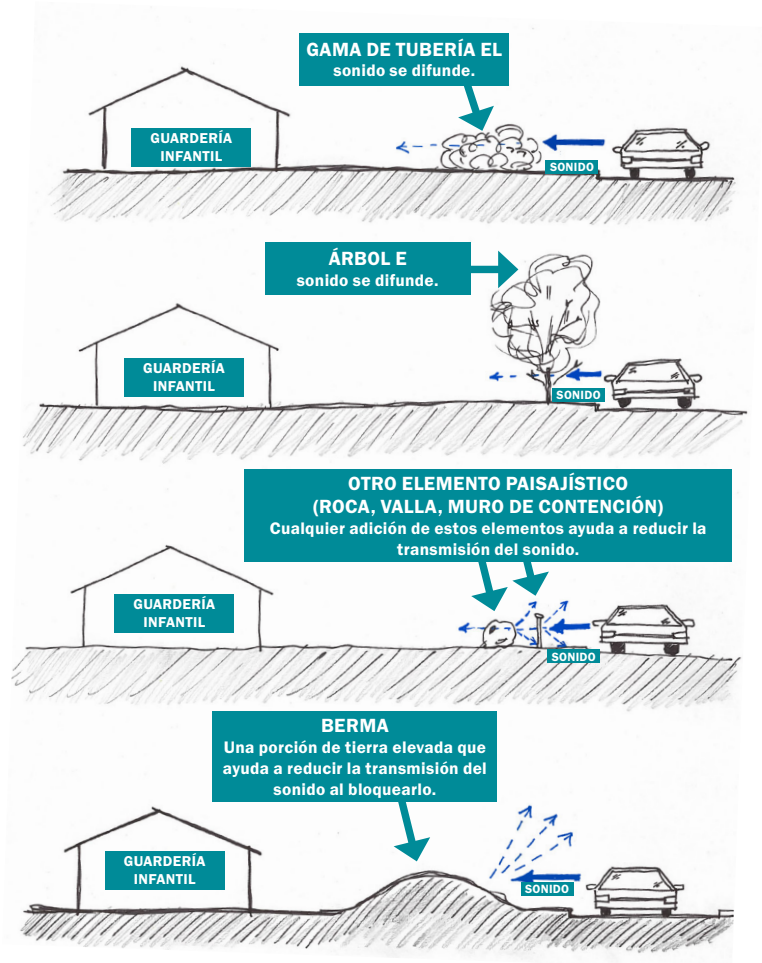 GAMA DE TUBERÍA EL
sonido se difunde.
GUARDERÍA
INFANTIL
SONIDO
ÁRBOL E
sonido se difunde.
GUARDERÍA
INFANTIL
SONIDO
OTRO ELEMENTO PAISAJÍSTICO
(ROCA, VALLA, MURO DE CONTENCIÓN)
Cualquier adición de estos elementos ayuda a reducir la
transmisión del sonido.
GUARDERÍA
INFANTIL
SONIDO
BERMA
Una porción de tierra elevada que
ayuda a reducir la transmisión del
sonido al bloquearlo.
GUARDERÍA
INFANTIL
SONIDO